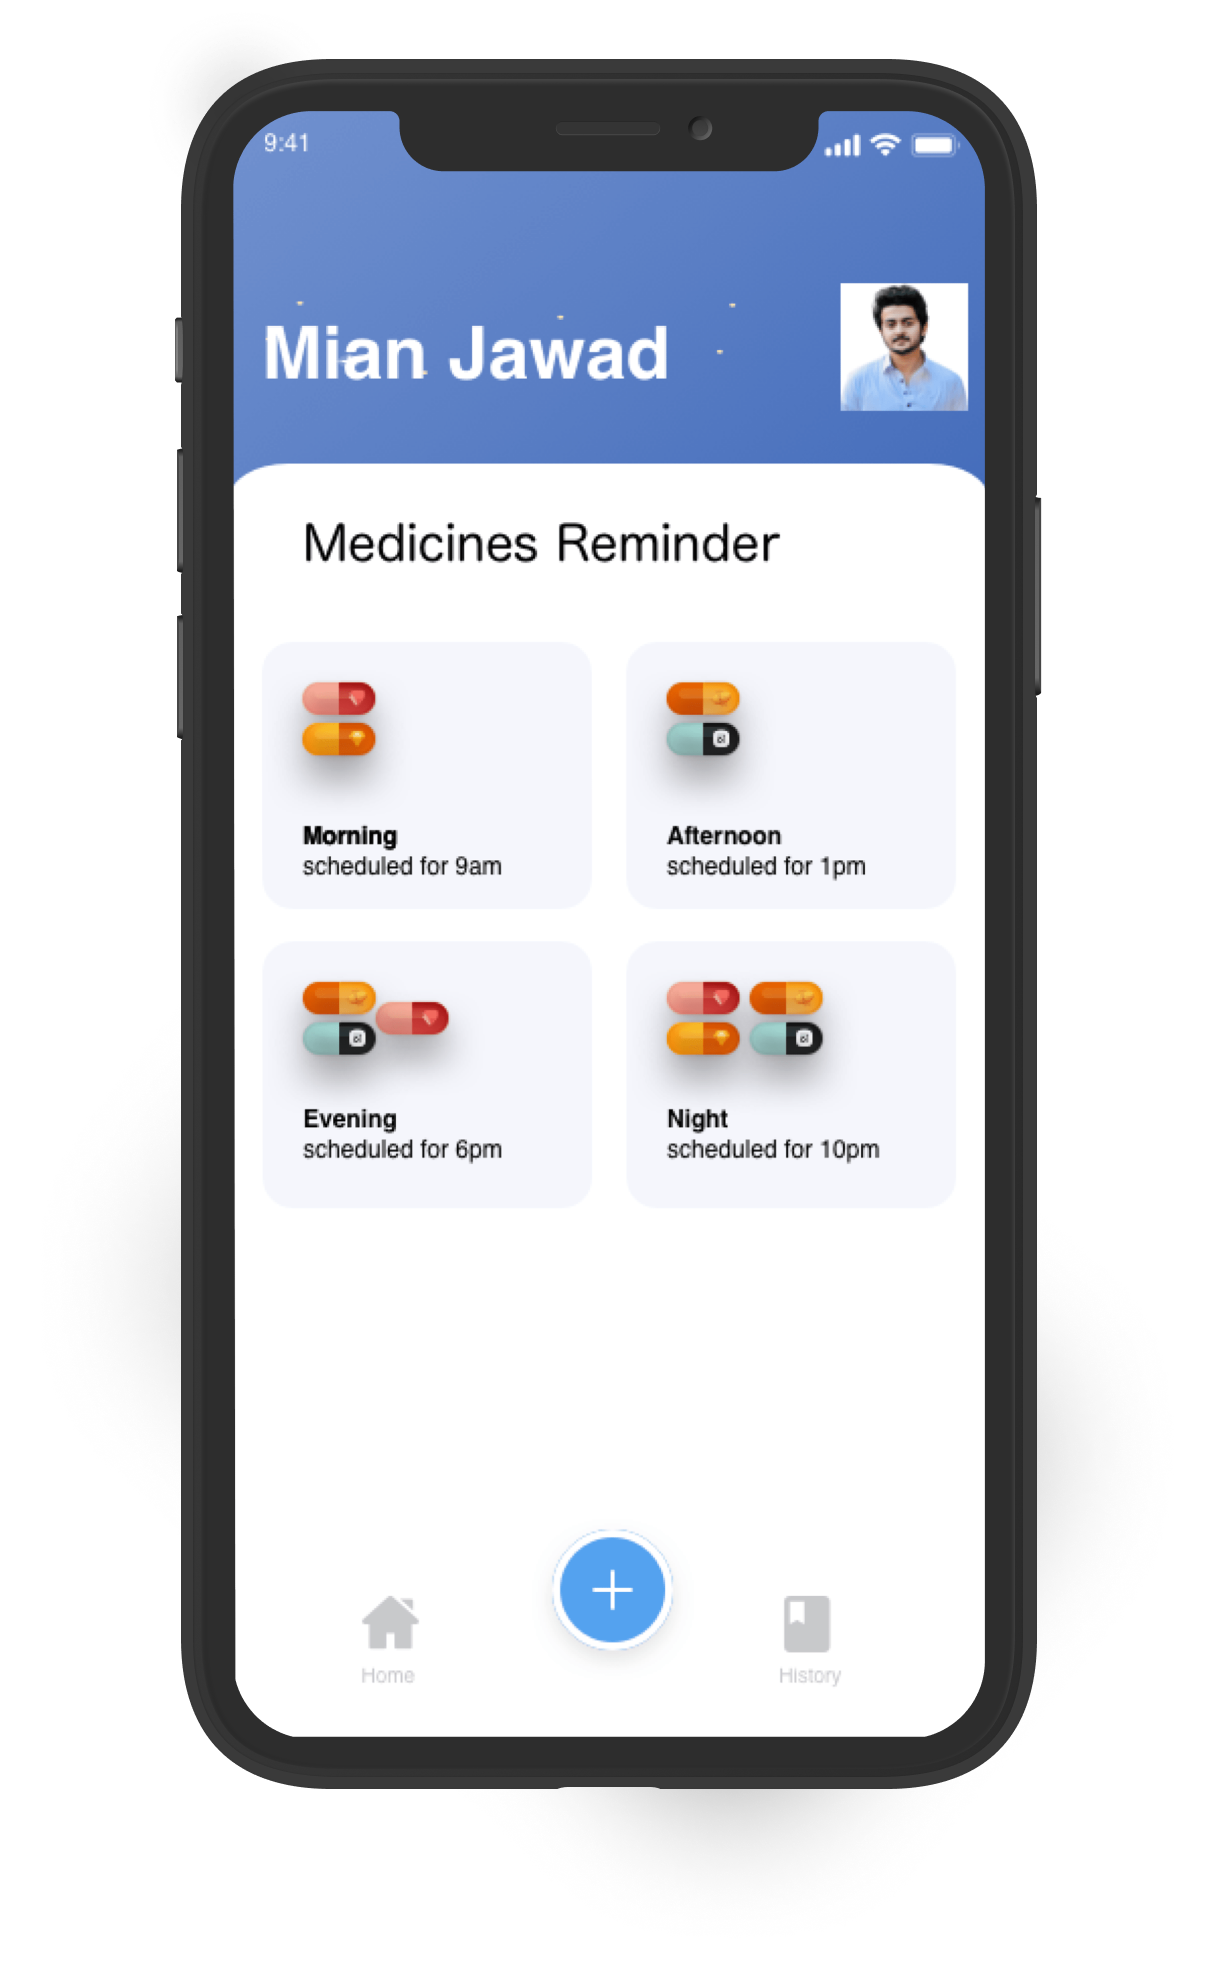 9:41
Mian Jawad
Medicines Reminder
Morning
scheduled for 9am
Afternoon
scheduled for 1pm
Evening
scheduled for 6pm
Night
scheduled for 10pm
Home
History